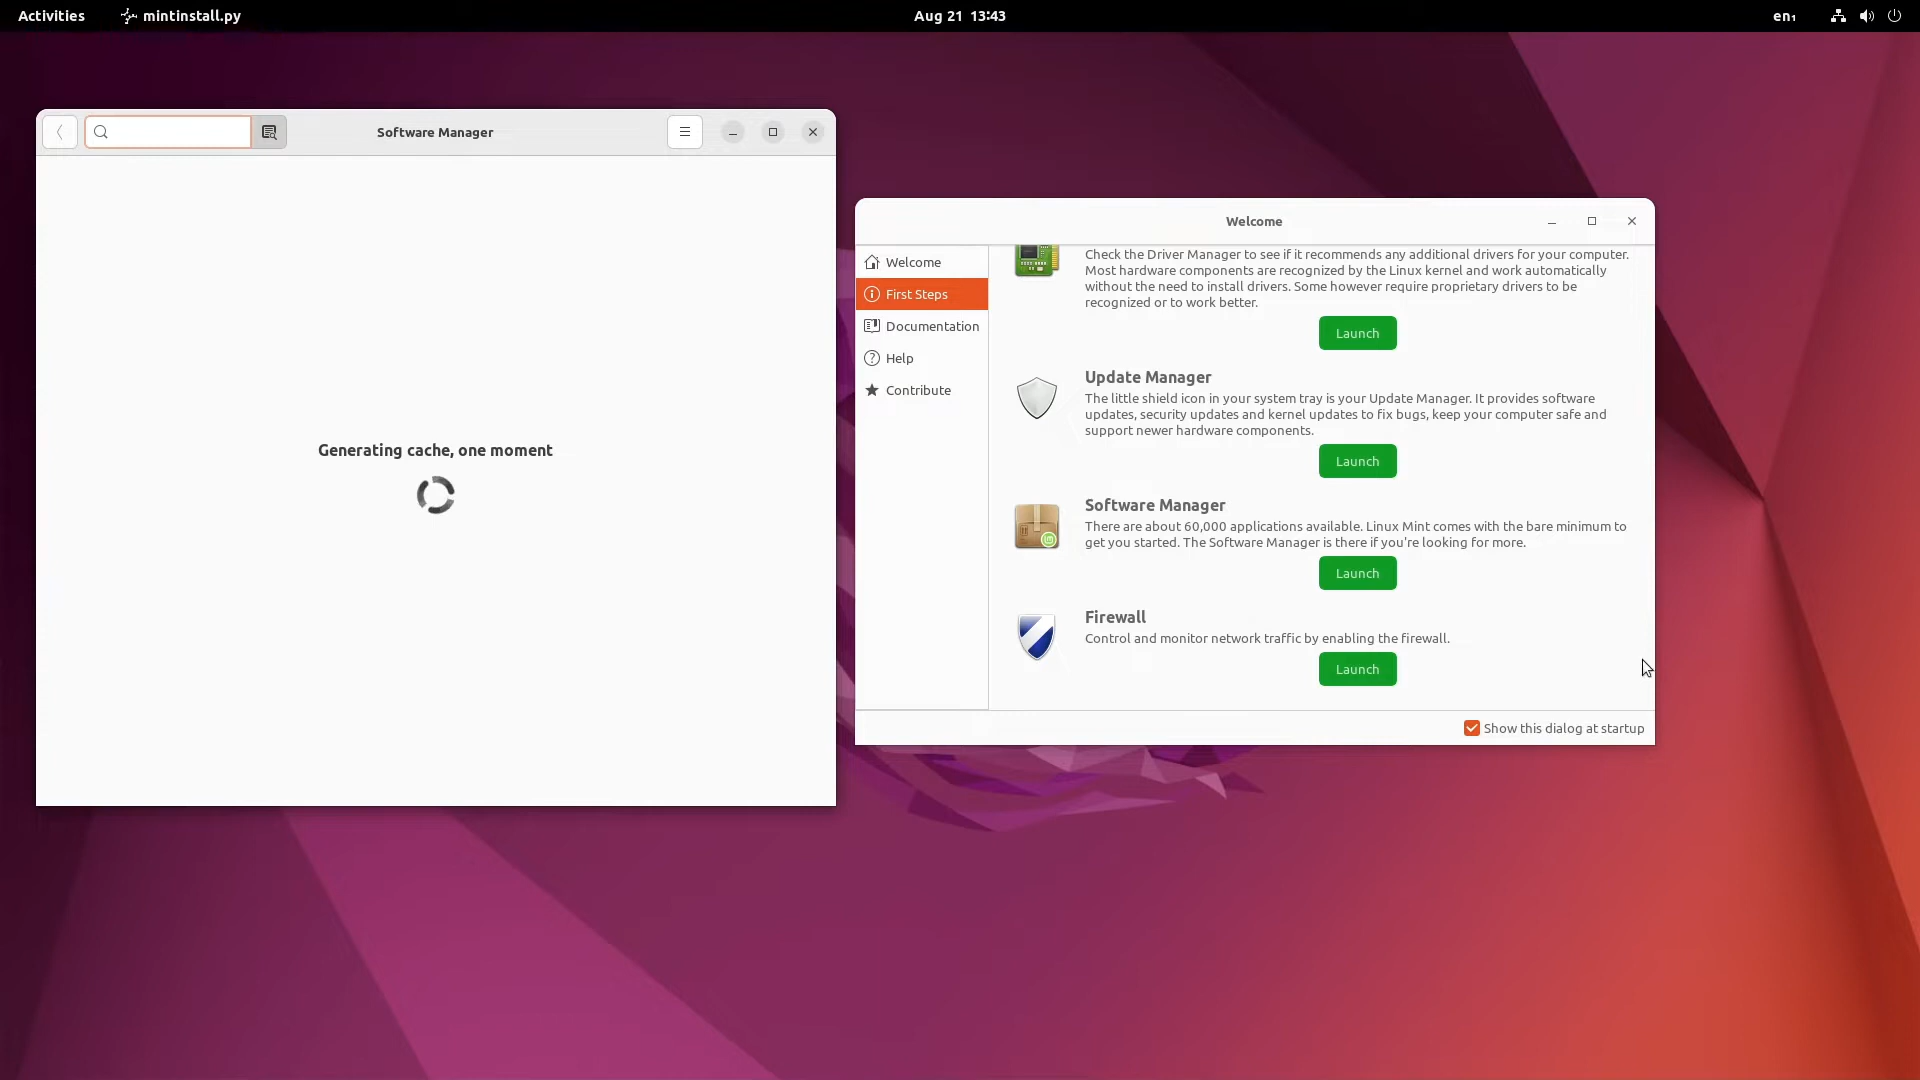 Activities
mintinstall.py
Aug 21 13:43
en₁
Software Manager
Generating cache, one moment
Welcome
Welcome
First Steps
Documentation
Help
Contribute
Check the Driver Manager to see if it recommends any additional drivers for your computer.
Most hardware components are recognized by the Linux kernel and work automatically
without the need to install drivers. Some however require proprietary drivers to be
recognized or to work better.
Launch
Update Manager
The little shield icon in your system tray is your Update Manager. It provides software
updates, security updates and kernel updates to fix bugs, keep your computer safe and
support newer hardware components.
Launch
Software Manager
There are about 60,000 applications available. Linux Mint comes with the bare minimum to
get you started. The Software Manager is there if you're looking for more.
Launch
Firewall
Control and monitor network traffic by enabling the firewall.
Launch
Show this dialog at startup